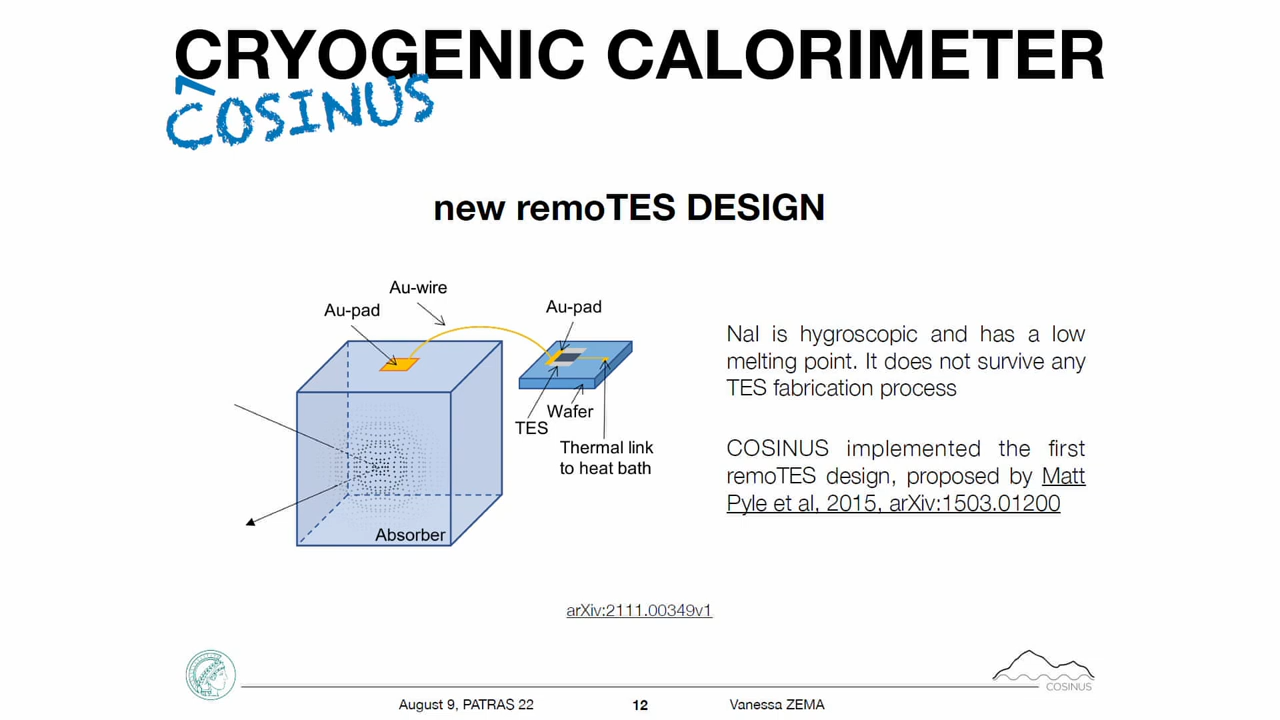 CRYOGENIC CALORIMETER
COSINUS
new remoTES DESIGN
Au-wire
Au-pad
Au-pad
TES
Wafer
Thermal link
to heat bath
Absorber
NaI is hygroscopic and has a low
melting point. It does not survive any
TES fabrication process
COSINUS implemented the first
remoTES design, proposed by Matt
Pyle et al, 2015, arXiv:1503.01200
arXiv:2111.00349v1
COSINUS
August 9, PATRAS 22
12
Vanessa ZEMA